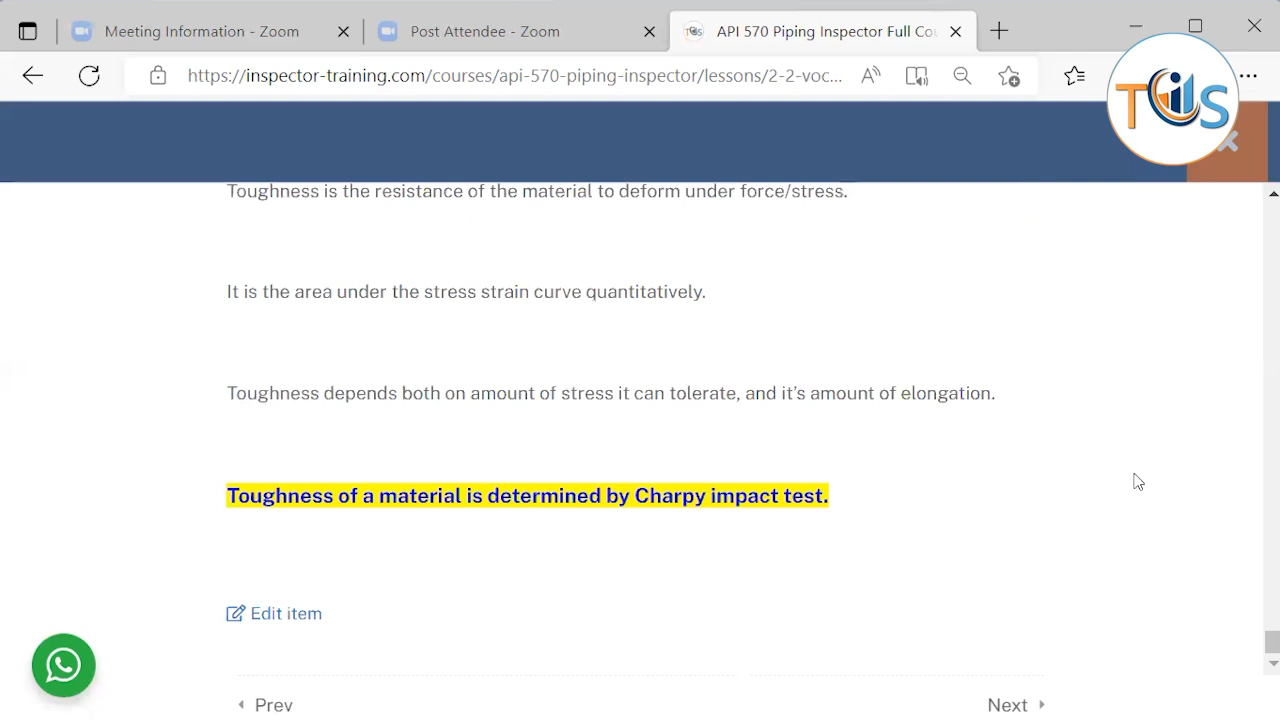 Meeting Information - Zoom
Post Attendee - Zoom
API 570 Piping Inspector Full Cou
https://inspector-training.com/courses/api-570-piping-inspector/lessons/2-2-voc...
TIS
Toughness is the resistance of the material to deform under force/stress.
It is the area under the stress strain curve quantitatively.
Toughness depends both on amount of stress it can tolerate, and it's amount of elongation.
Toughness of a material is determined by Charpy impact test.
Edit item
Prev
Next